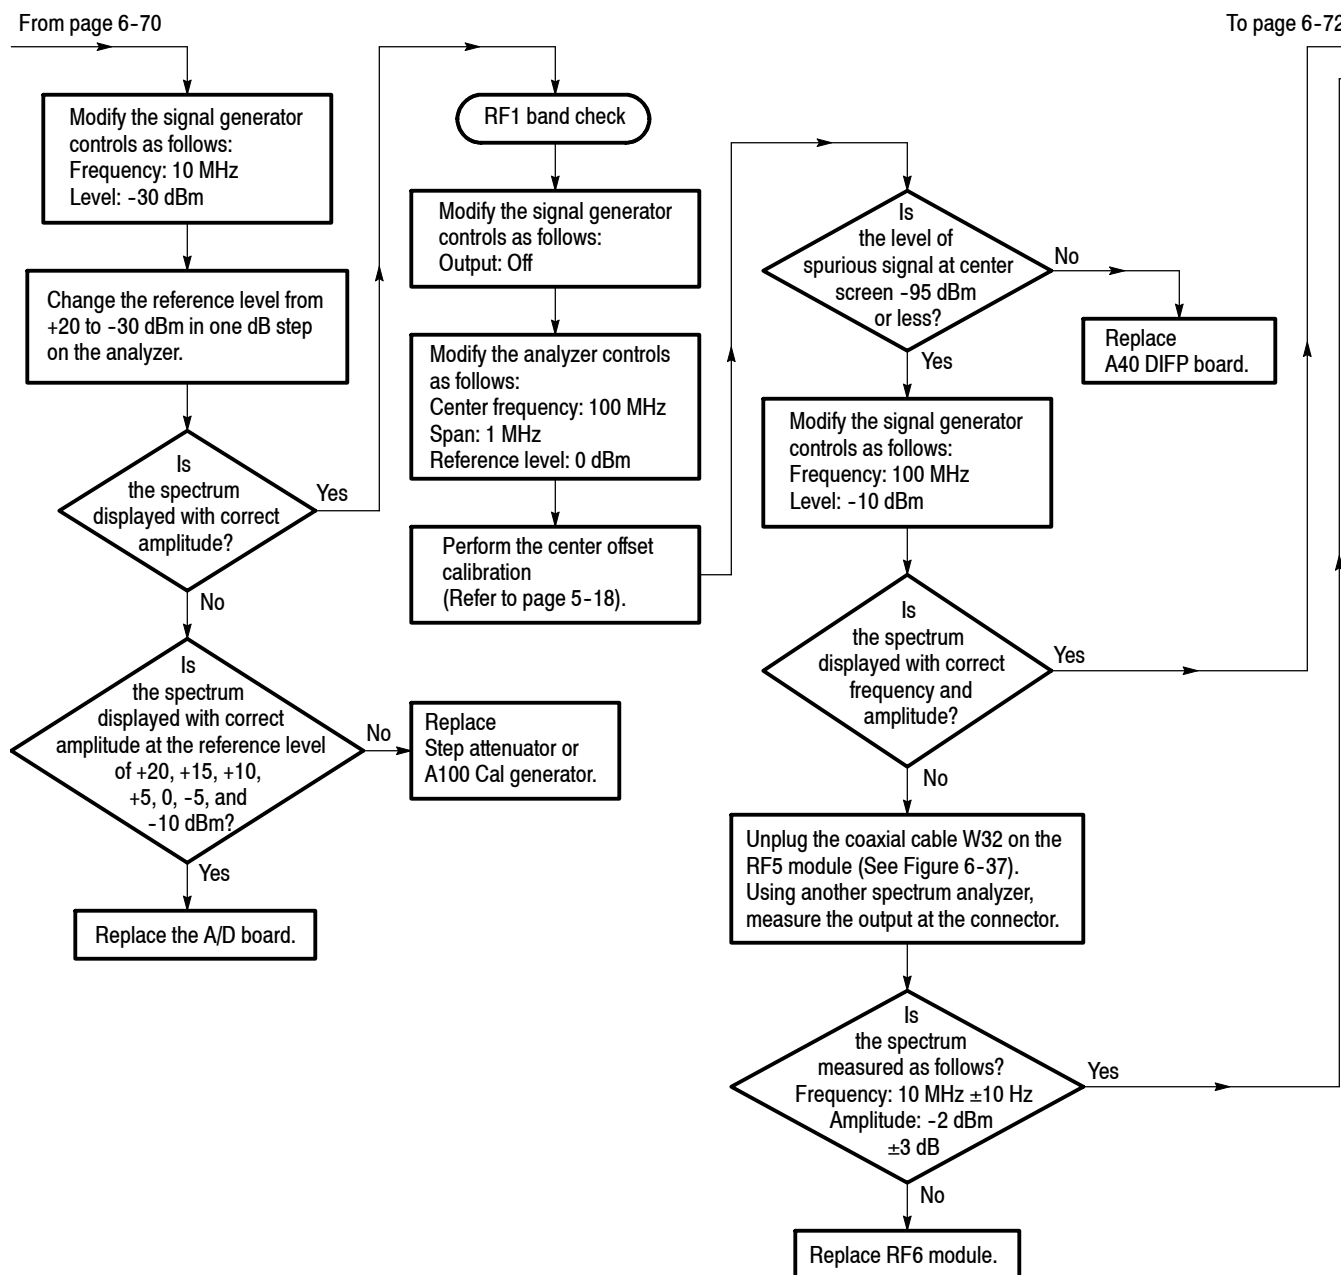 From page 6-70
To page 6-72
Modify the signal generator
controls as follows:
Frequency: 10 MHz
Level: -30 dBm
Change the reference level from
+20 to -30 dBm in one dB step
on the analyzer.
Is
the spectrum
displayed with correct
amplitude?
Yes
No
Is
the spectrum
displayed with correct
amplitude at the reference level
of +20, +15, +10,
+5, 0, -5, and
-10 dBm?
No
Yes
Replace
Step attenuator or
A100 Cal generator.
Replace the A/D board.
RF1 band check
Modify the signal generator
controls as follows:
Output: Off
Modify the analyzer controls
as follows:
Center frequency: 100 MHz
Span: 1 MHz
Reference level: 0 dBm
Perform the center offset
calibration
(Refer to page 5-18).
Is
the level of
spurious signal at center
screen -95 dBm
or less?
No
Yes
Replace
A40 DIFP board.
Modify the signal generator
controls as follows:
Frequency: 100 MHz
Level: -10 dBm
Is
the spectrum
displayed with correct
frequency and
amplitude?
Yes
No
Unplug the coaxial cable W32 on the
RF5 module (See Figure 6-37).
Using another spectrum analyzer,
measure the output at the connector.
Is
the spectrum
measured as follows?
Frequency: 10 MHz ±10 Hz
Amplitude: -2 dBm
±3 dB
Yes
No
Replace RF6 module.